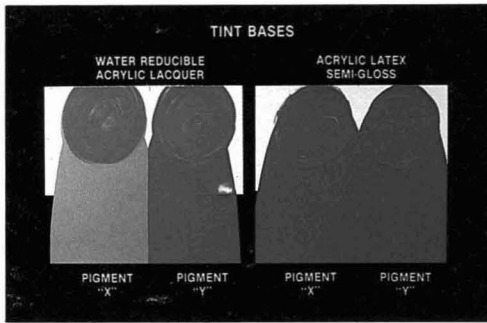 TINT BASES
WATER REDUCIBLE
ACRYLIC LACQUER
ACRYLIC LATEX
SEMI-GLOSS
PIGMENT
"X"
PIGMENT
"Y"
PIGMENT
"X"
PIGMENT
"Y"